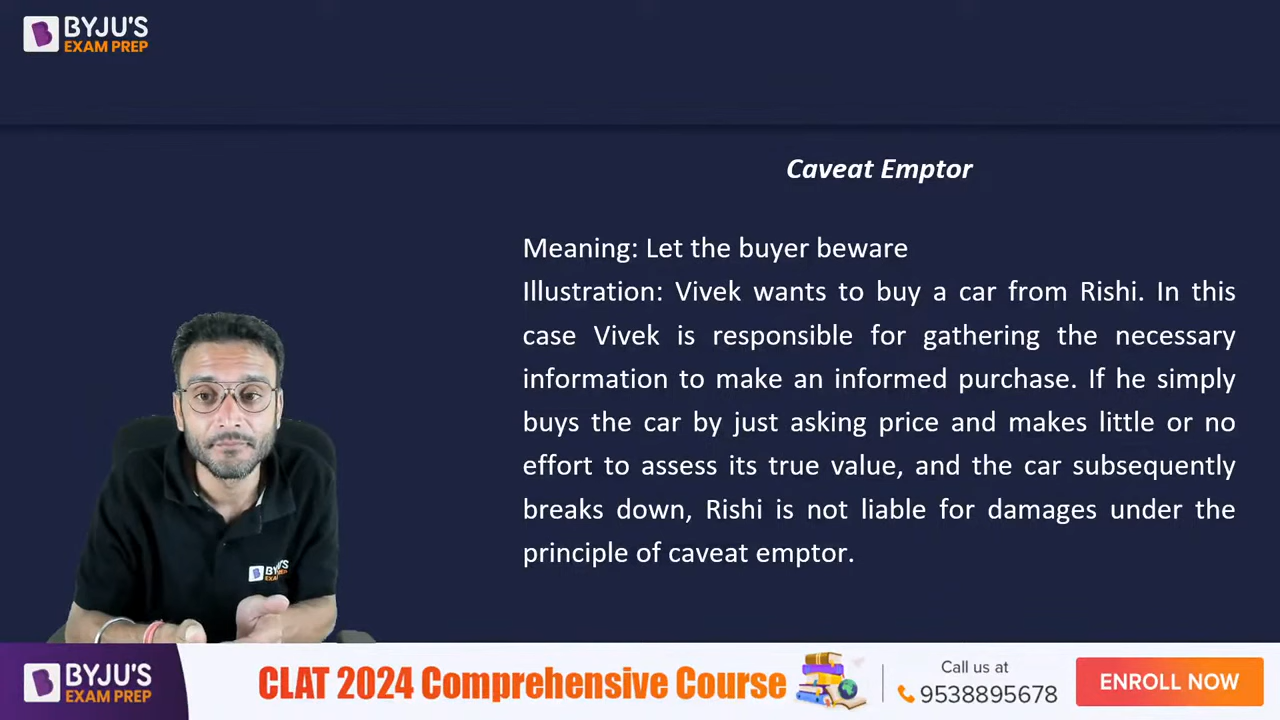 BYJU'S
EXAM PREP
Caveat Emptor
Meaning: Let the buyer beware
Illustration: Vivek wants to buy a car from Rishi. In this
case Vivek is responsible for gathering the necessary
information to make an informed purchase. If he simply
buys the car by just asking price and makes little or no
effort to assess its true value, and the car subsequently
breaks down, Rishi is not liable for damages under the
principle of caveat emptor.
BYJU'S
EXAM PREP
CLAT 2024 Comprehensive Course
Call us at
9538895678
ENROLL NOW